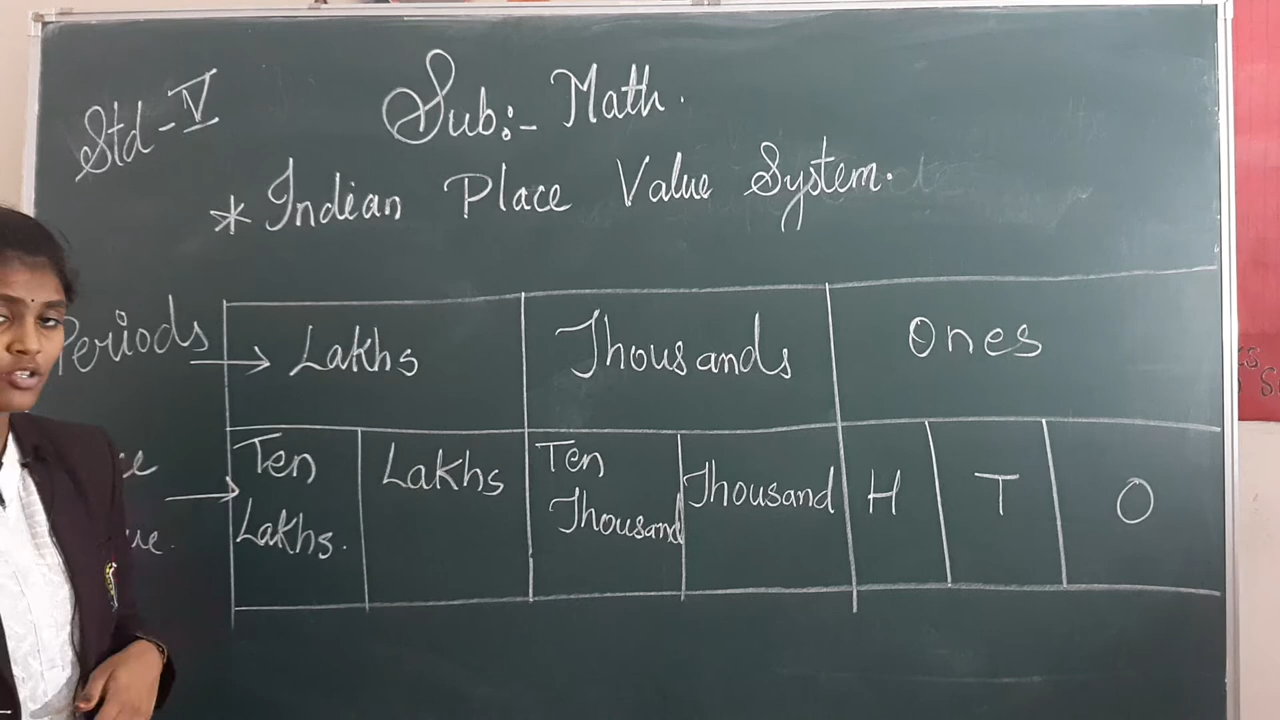 Std-V
Sub:- Math.
* Indian Place Value System.
Periods → Lakhs Thousands Ones
Ten Lakhs. Lakhs Ten Thousand Thousand H T O